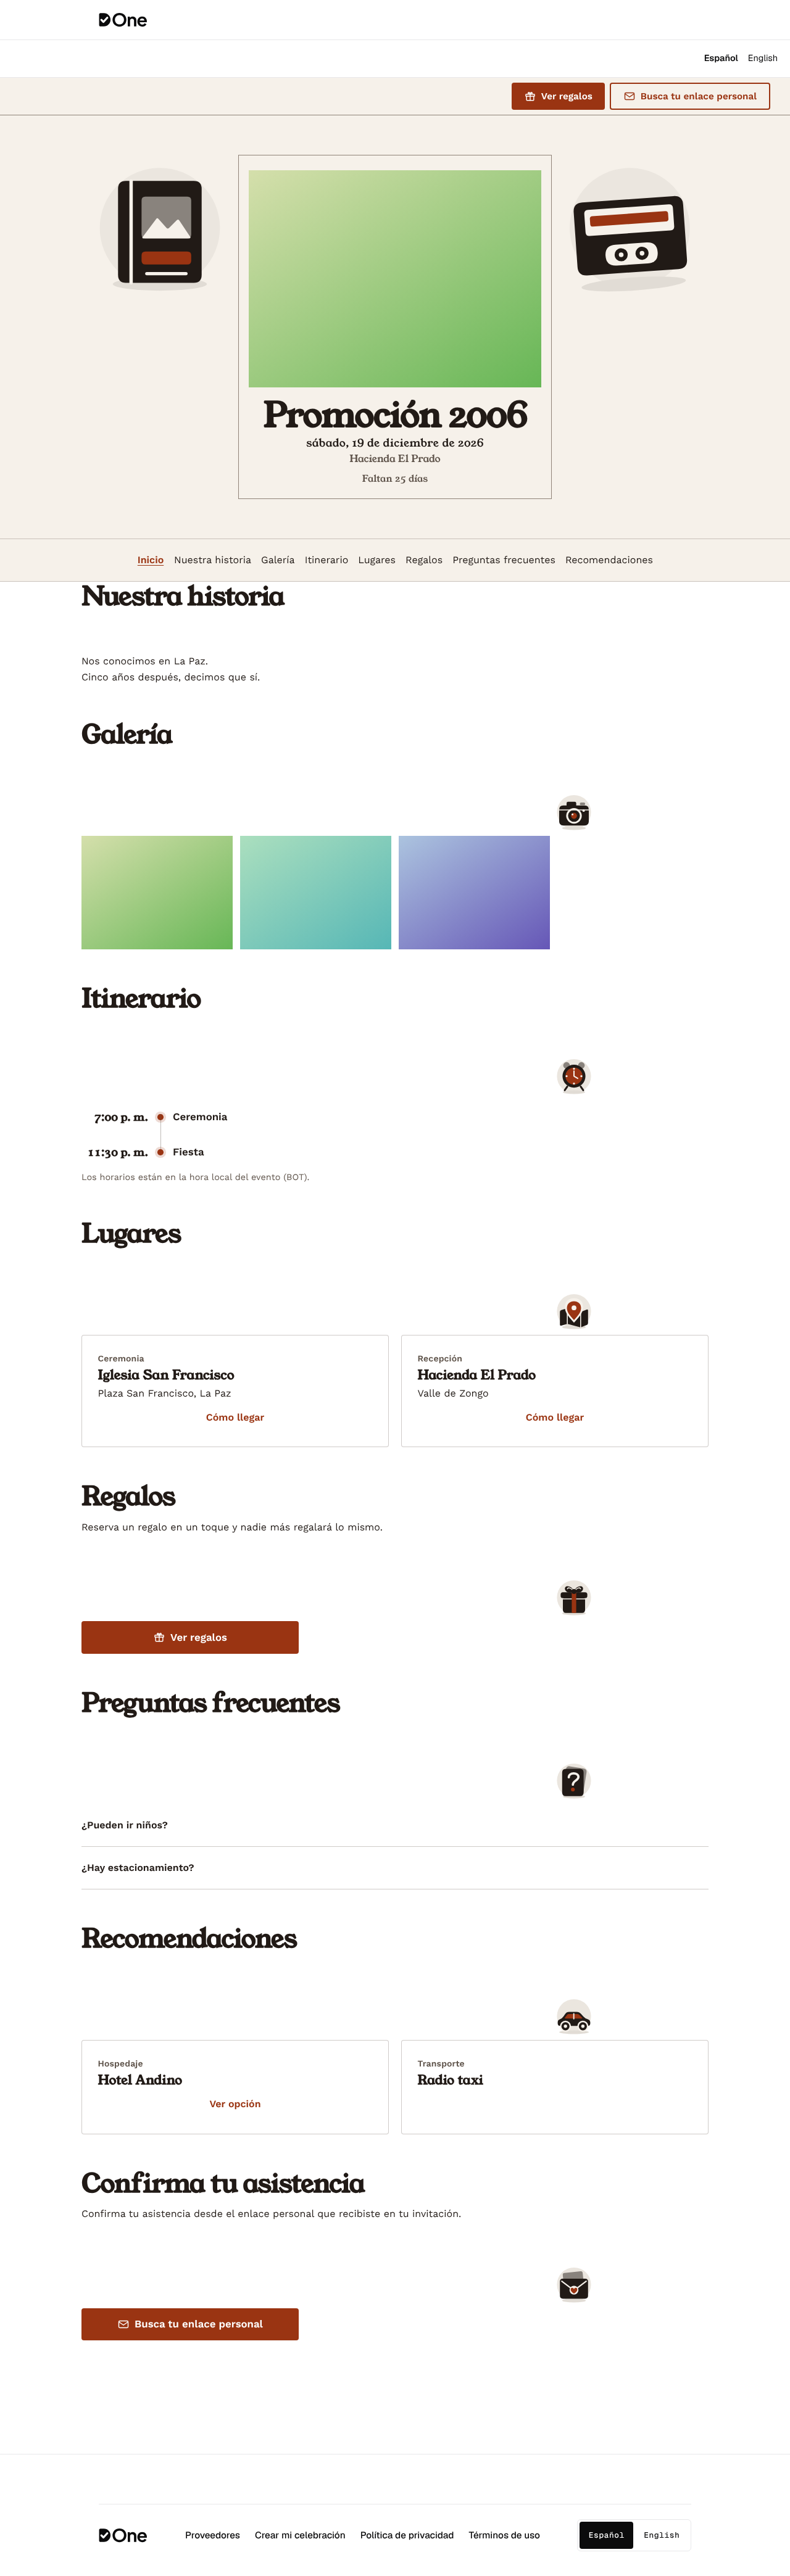 One
Español English
Ver regalos Busca tu enlace personal
Promoción 2006
sábado, 19 de diciembre de 2026
Hacienda El Prado
Faltan 25 días
Inicio Nuestra historia Galería Itinerario Lugares Regalos Preguntas frecuentes Recomendaciones
Nuestra historia
Nos conocimos en La Paz.
Cinco años después, decimos que sí.
Galería
Itinerario
7:00 p. m. Ceremonia
11:30 p. m. Fiesta
Los horarios están en la hora local del evento (BOT).
Lugares
Ceremonia
Iglesia San Francisco
Plaza San Francisco, La Paz
Cómo llegar
Recepción
Hacienda El Prado
Valle de Zongo
Cómo llegar
Regalos
Reserva un regalo en un toque y nadie más regalará lo mismo.
Ver regalos
Preguntas frecuentes
?
¿Pueden ir niños?
¿Hay estacionamiento?
Recomendaciones
Hospedaje
Hotel Andino
Ver opción
Transporte
Radio taxi
Confirma tu asistencia
Confirma tu asistencia desde el enlace personal que recibiste en tu invitación.
Busca tu enlace personal
One Proveedores Crear mi celebración Política de privacidad Términos de uso Español English